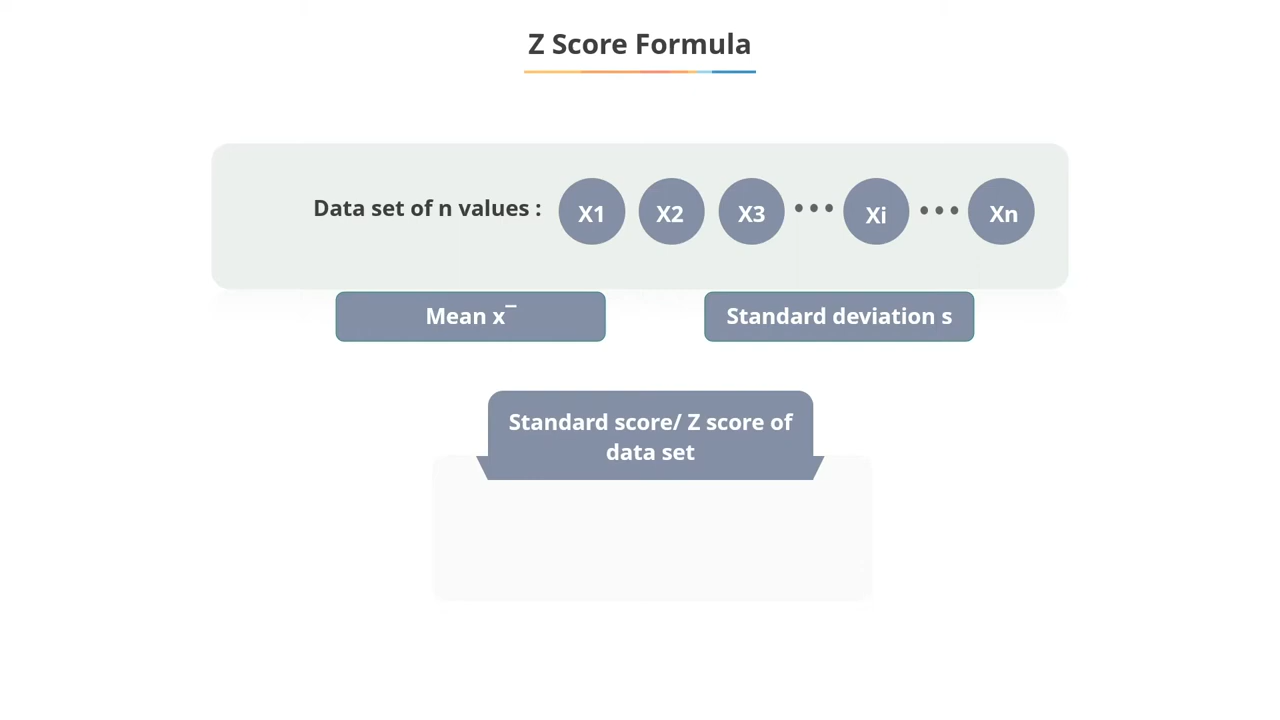 Z Score Formula
Data set of n values : X1 X2 X3 ••• Xi ••• Xn
Mean x¯ Standard deviation s
Standard score/ Z score of
data set